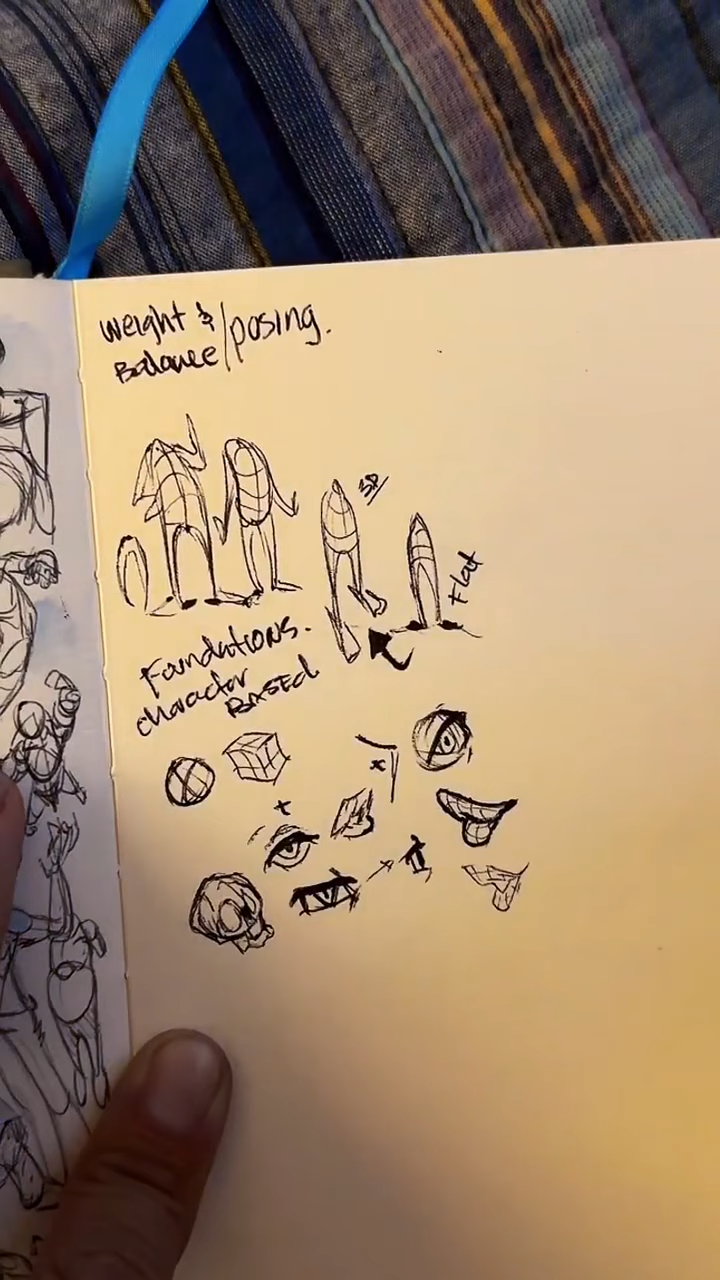 weight &
Balance/posing.
3D
Flat
Foundations.
character
BASED